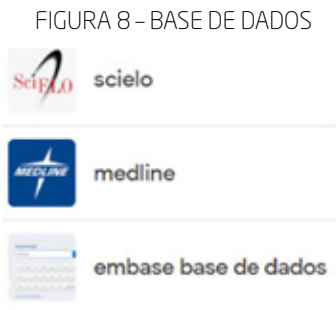 FIGURA 8 – BASE DE DADOS
SciELO
scielo
MEDLINE
medline
embase base de dados